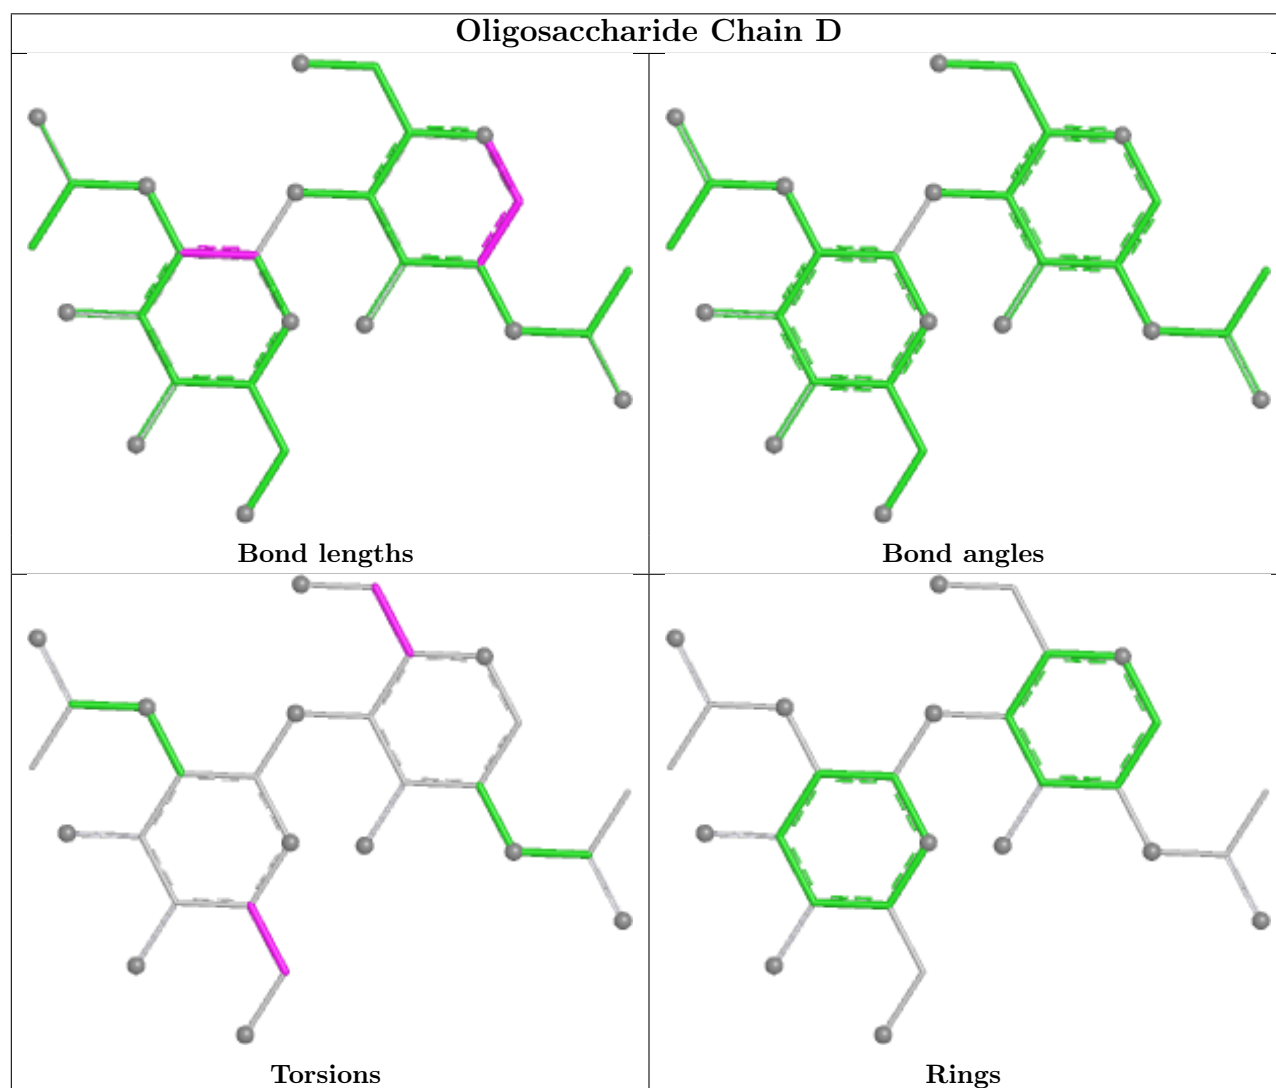 Oligosaccharide Chain D
Bond lengths
Bond angles
Torsions
Rings